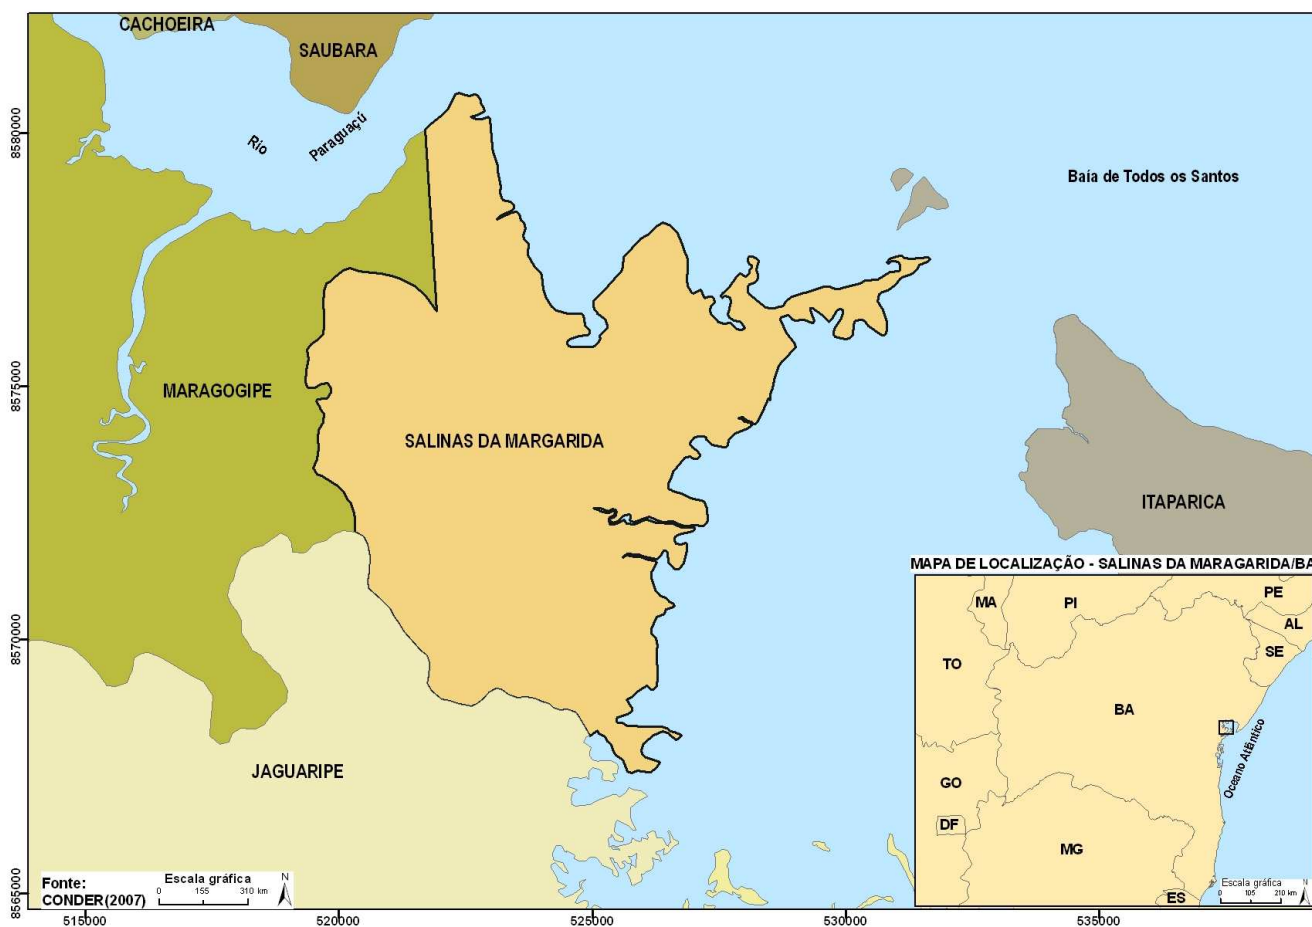 CACHOEIRA
SAUBARA
Rio
Paraguaçú
Baía de Todos os Santos
MARAGOGIPE
SALINAS DA MARGARIDA
ITAPARICA
JAGUARIPE
8580000
8575000
8570000
8565000
515000
520000
525000
530000
535000
Fonte:
CONDER(2007)
Escala gráfica
0 155 310 km
N
MAPA DE LOCALIZAÇÃO - SALINAS DA MARAGARIDA/BA
MA
PI
PE
AL
SE
TO
BA
Oceano Atlântico
GO
DF
MG
ES
Escala gráfica
0 105 210 km
N